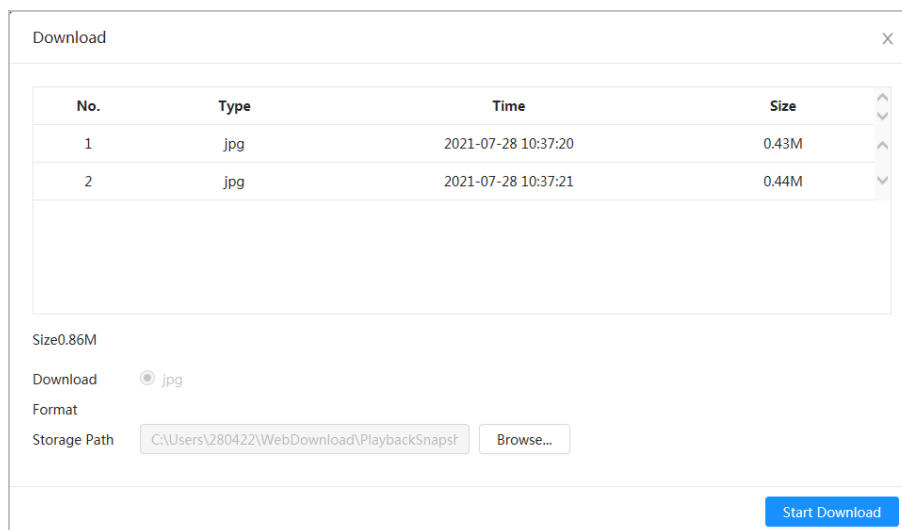 Download
No. Type Time Size
1 jpg 2021-07-28 10:37:20 0.43M
2 jpg 2021-07-28 10:37:21 0.44M
Size0.86M
Download jpg
Format
Storage Path C:\Users\280422\WebDownload\PlaybackSnapsh Browse...
Start Download